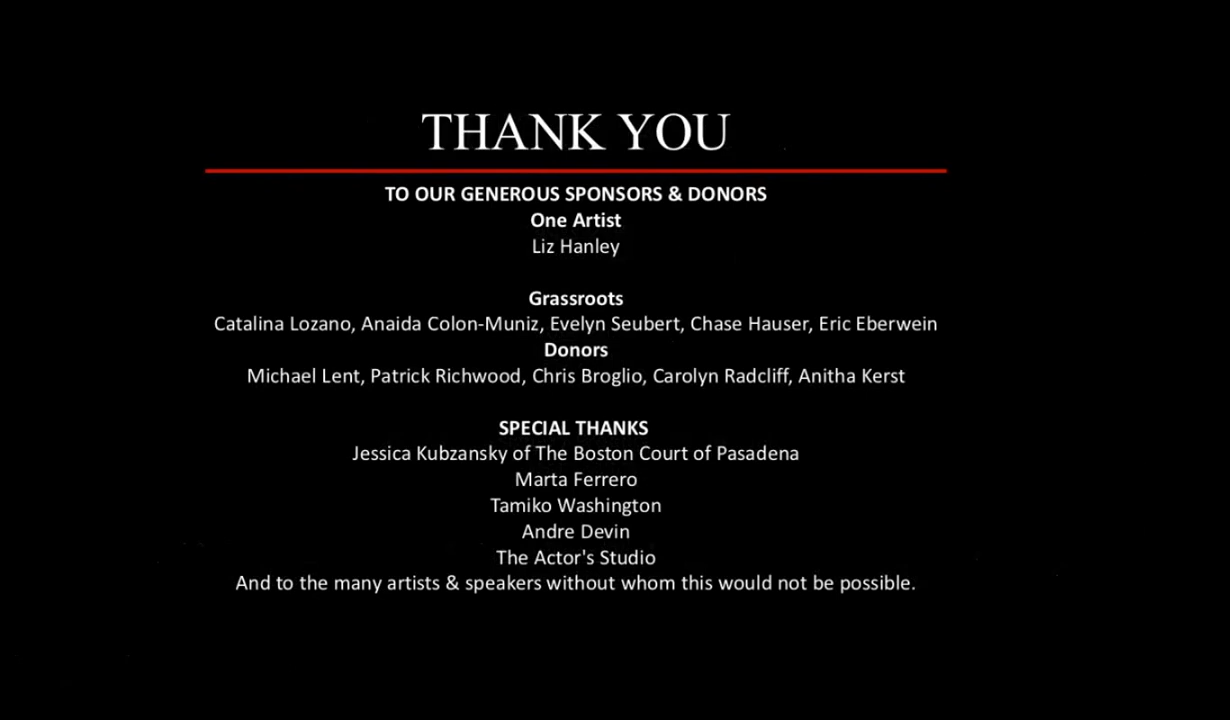 THANK YOU
TO OUR GENEROUS SPONSORS & DONORS
One Artist
Liz Hanley
Grassroots
Catalina Lozano, Anaida Colon-Muniz, Evelyn Seubert, Chase Hauser, Eric Eberwein
Donors
Michael Lent, Patrick Richwood, Chris Broglio, Carolyn Radcliff, Anitha Kerst
SPECIAL THANKS
Jessica Kubzansky of The Boston Court of Pasadena
Marta Ferrero
Tamiko Washington
Andre Devin
The Actor's Studio
And to the many artists & speakers without whom this would not be possible.